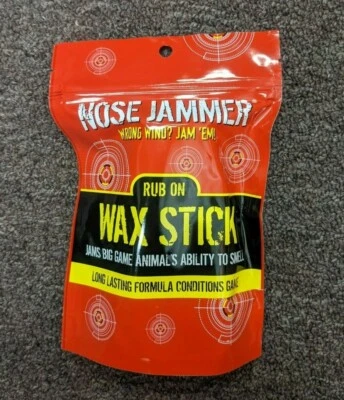 NOSE JAMMER
WRONG WIND? JAM 'EM!
RUB ON
WAX STICK
JAMS BIG GAME ANIMAL'S ABILITY TO SMELL
LONG LASTING FORMULA CONDITIONS GAME